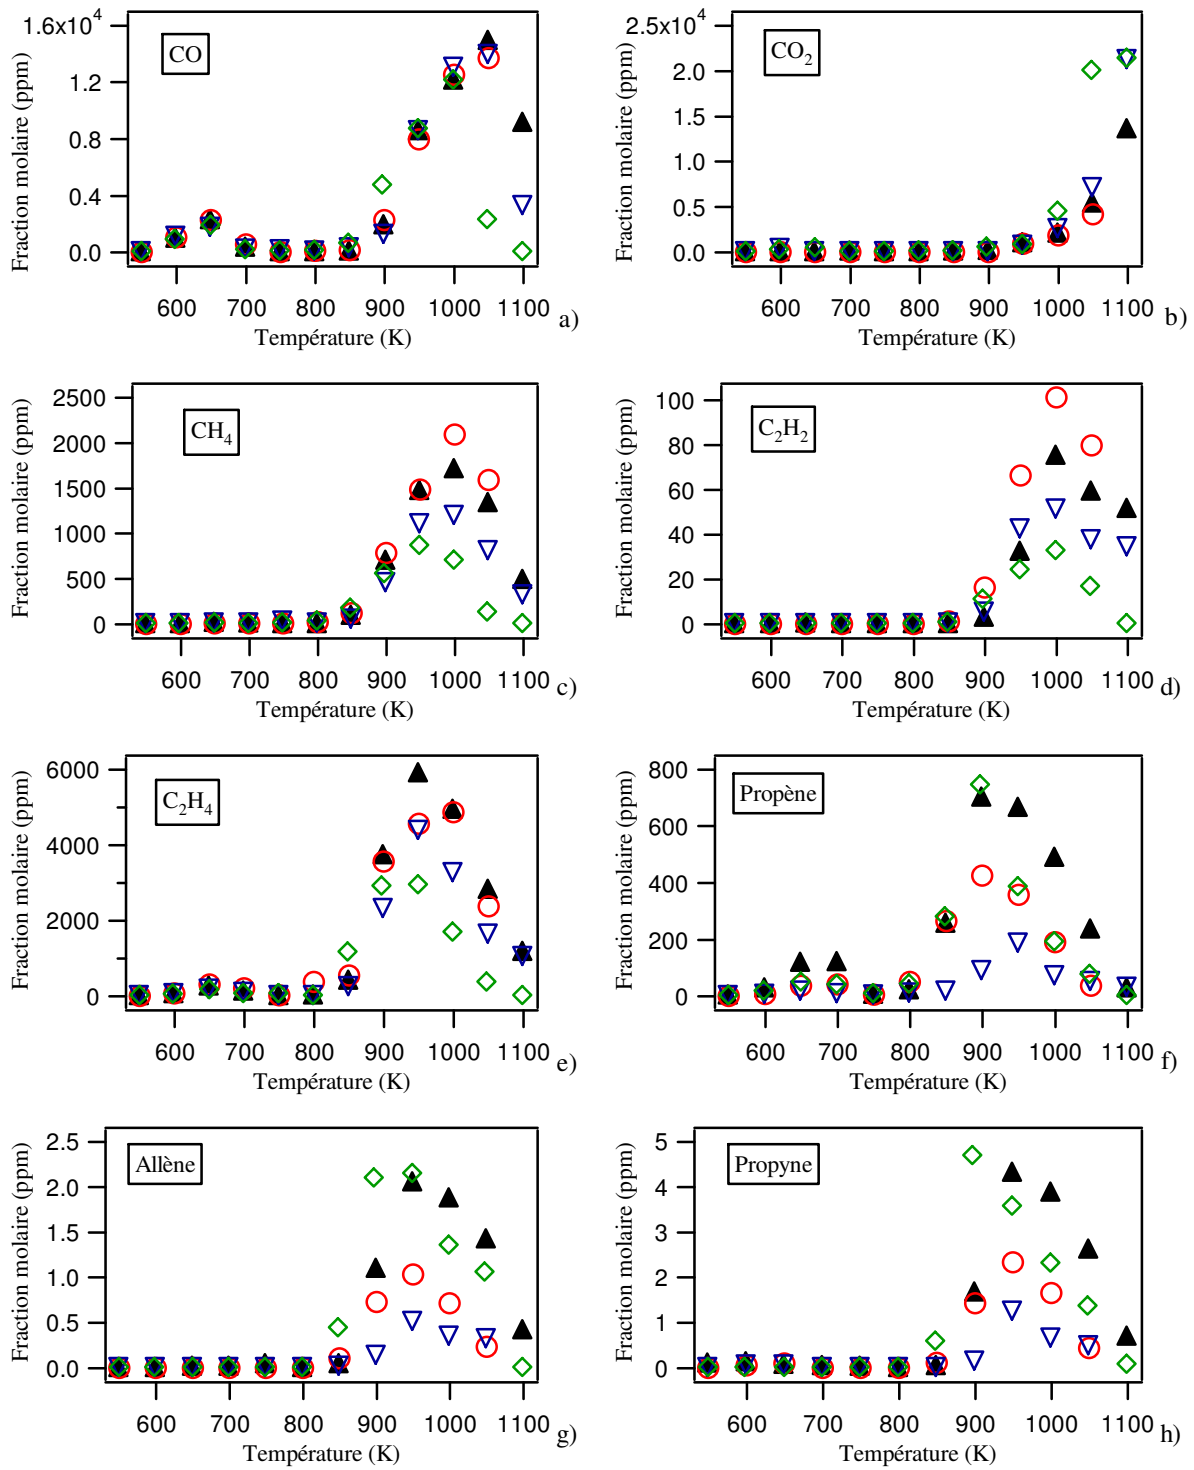 1.6x10⁴
1.2
0.8
0.4
0.0
Fraction molaire (ppm)
CO
600 700 800 900 1000 1100
Température (K)
a)
2.5x10⁴
2.0
1.5
1.0
0.5
0.0
Fraction molaire (ppm)
CO₂
600 700 800 900 1000 1100
Température (K)
b)
2500
2000
1500
1000
500
0
Fraction molaire (ppm)
CH₄
600 700 800 900 1000 1100
Température (K)
c)
100
80
60
40
20
0
Fraction molaire (ppm)
C₂H₂
600 700 800 900 1000 1100
Température (K)
d)
6000
4000
2000
0
Fraction molaire (ppm)
C₂H₄
600 700 800 900 1000 1100
Température (K)
e)
800
600
400
200
0
Fraction molaire (ppm)
Propène
600 700 800 900 1000 1100
Température (K)
f)
2.5
2.0
1.5
1.0
0.5
0.0
Fraction molaire (ppm)
Allène
600 700 800 900 1000 1100
Température (K)
g)
5
4
3
2
1
0
Fraction molaire (ppm)
Propyne
600 700 800 900 1000 1100
Température (K)
h)